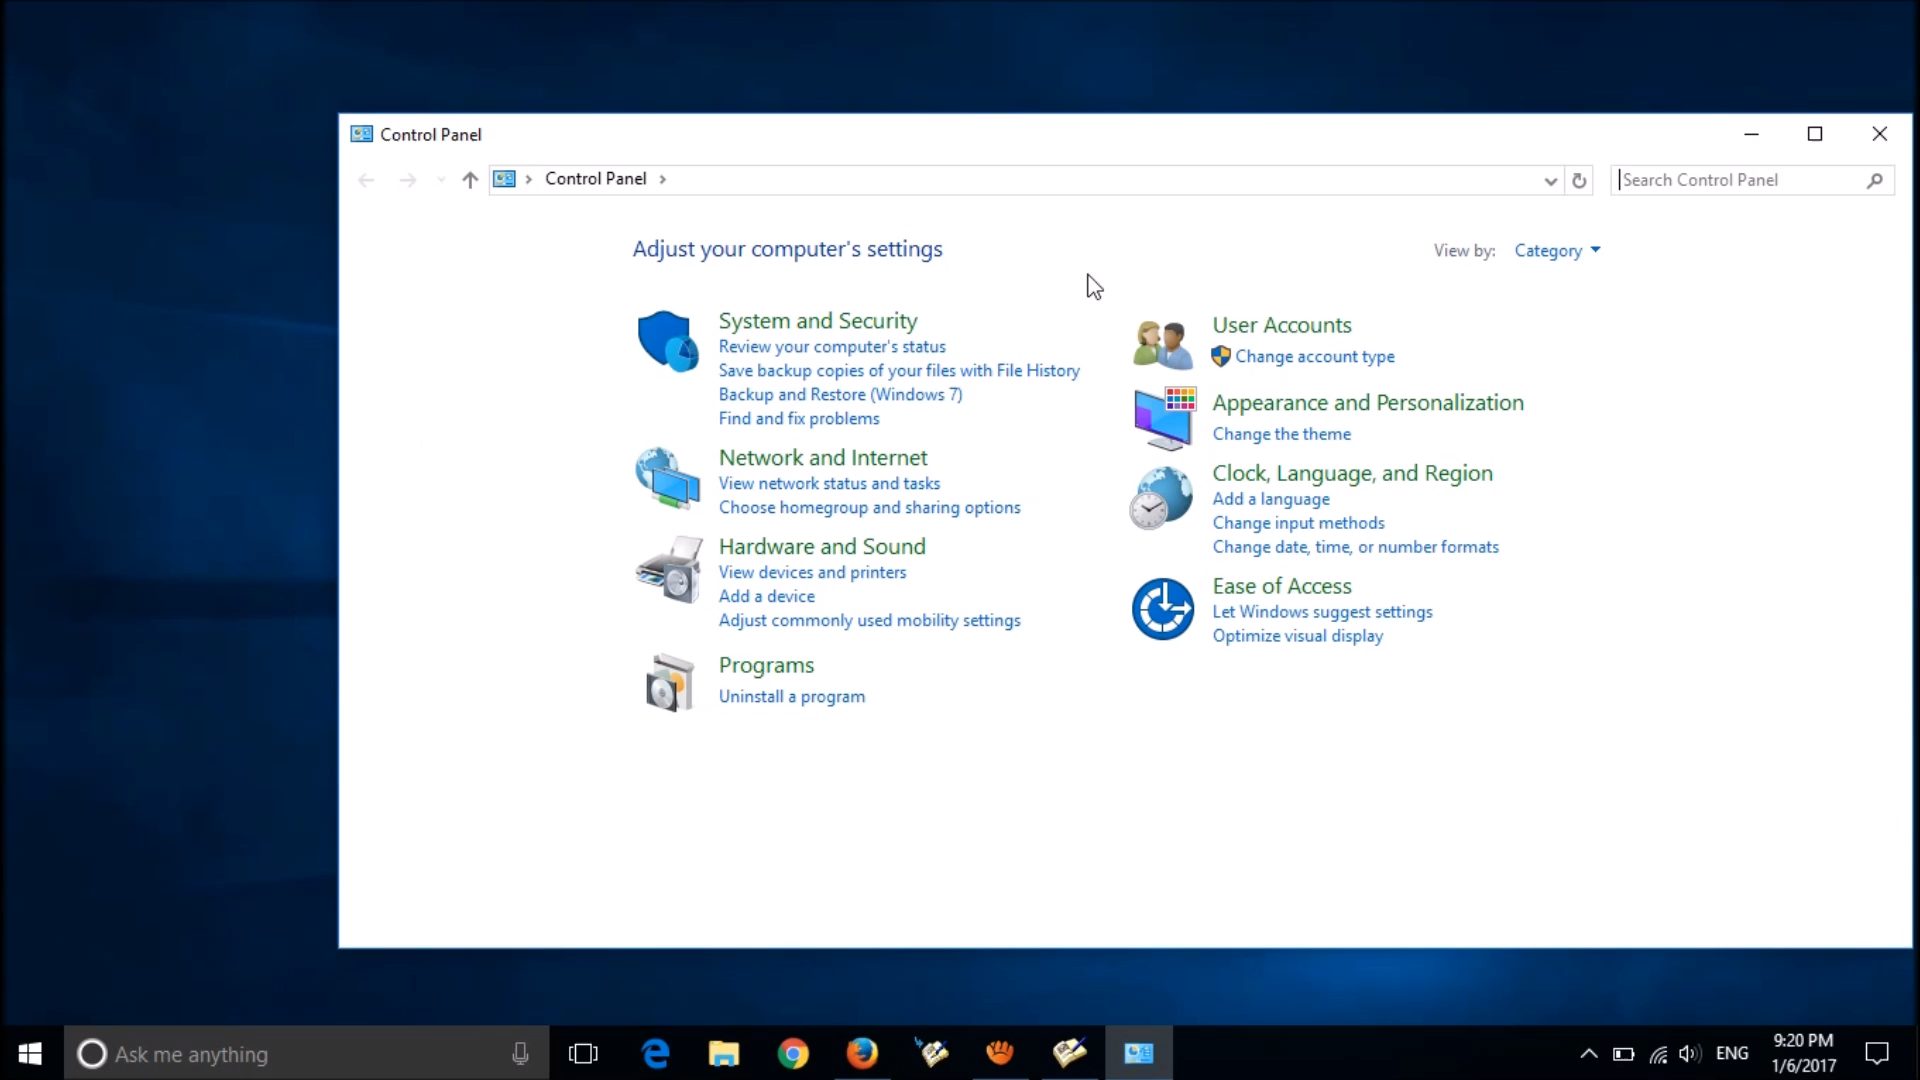 Control Panel
Control Panel
Search Control Panel
Adjust your computer's settings
View by: Category
System and Security
Review your computer's status
Save backup copies of your files with File History
Backup and Restore (Windows 7)
Find and fix problems
Network and Internet
View network status and tasks
Choose homegroup and sharing options
Hardware and Sound
View devices and printers
Add a device
Adjust commonly used mobility settings
Programs
Uninstall a program
User Accounts
Change account type
Appearance and Personalization
Change the theme
Clock, Language, and Region
Add a language
Change input methods
Change date, time, or number formats
Ease of Access
Let Windows suggest settings
Optimize visual display
Ask me anything
ENG
9:20 PM
1/6/2017